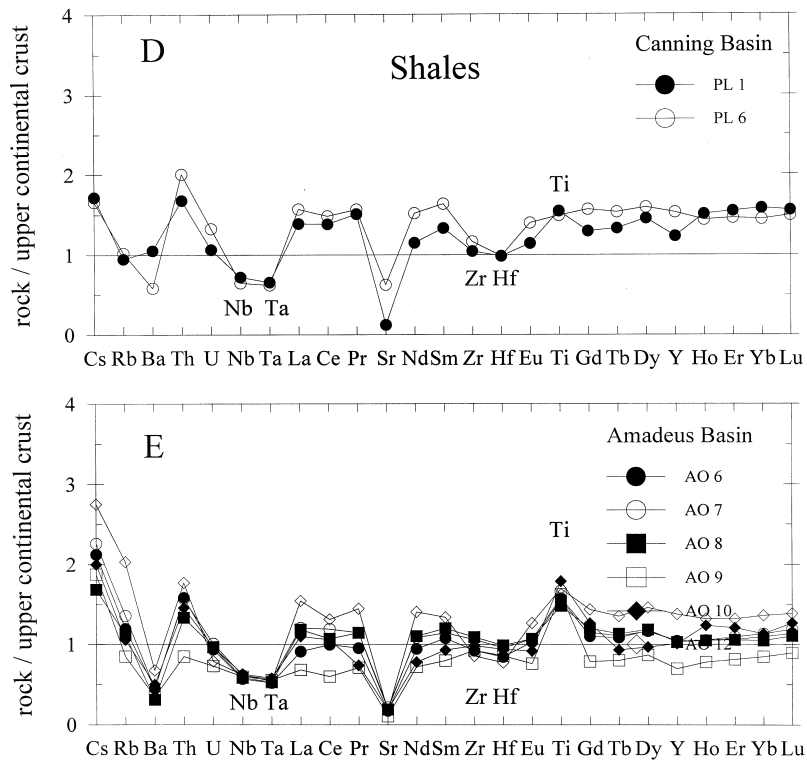 4
D
Canning Basin
Shales
PL 1
3
PL 6
2
Ti
1
Zr Hf
Nb Ta
0
rock / upper continental crust
Cs Rb Ba Th U Nb Ta La Ce Pr Sr Nd Sm Zr Hf Eu Ti Gd Tb Dy Y Ho Er Yb Lu
4
E
Amadeus Basin
AO 6
3
AO 7
Ti
AO 8
2
AO 9
AO 10
1
AO 12
Nb Ta
Zr Hf
0
rock / upper continental crust
Cs Rb Ba Th U Nb Ta La Ce Pr Sr Nd Sm Zr Hf Eu Ti Gd Tb Dy Y Ho Er Yb Lu